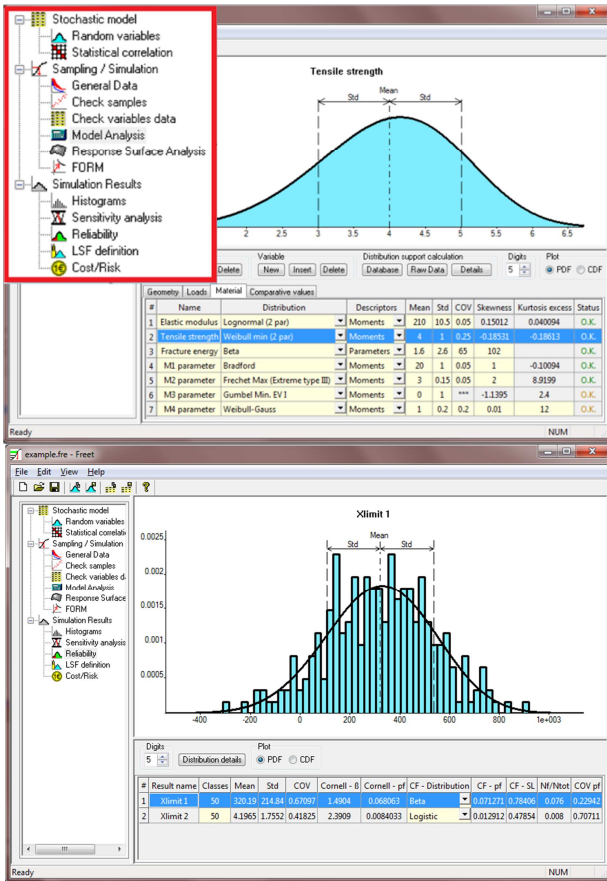 Stochastic model
Random variables
Statistical correlation
Sampling / Simulation
General Data
Check samples
Check variables data
Model Analysis
Response Surface Analysis
FORM
Simulation Results
Histograms
Sensitivity analysis
Reliability
LSF definition
Cost/Risk
Tensile strength
Mean
Std Std
2 2.5 3 3.5 4 4.5 5 5.5 6 6.5
Variable Distribution support calculation Digits Plot
Delete New Insert Delete Database Raw Data Details 5 PDF CDF
Geometry Loads Material Comparative values
# Name Distribution Descriptors Mean Std COV Skewness Kurtosis excess Status
1 Elastic modulus Lognormal (2 par) Moments 210 10.5 0.05 0.15012 0.040094 O.K.
2 Tensile strength Weibull min (2 par) Moments 4 1 0.25 -0.18531 -0.18613 O.K.
3 Fracture energy Beta Parameters 1.6 2.6 65 102 O.K.
4 M1 parameter Bradford Moments 20 1 0.05 1 -0.10094 O.K.
5 M2 parameter Frechet Max (Extreme type III) Moments 3 0.15 0.05 2 8.9199 O.K.
6 M3 parameter Gumbel Min. EV I Moments 0 1 *** -1.1395 2.4 O.K.
7 M4 parameter Weibull-Gauss Moments 1 0.2 0.2 0.01 12 O.K.
Ready NUM
example.fre - Freet
File Edit View Help
Stochastic model
Random variables
Statistical correlati
Sampling / Simulation
General Data
Check samples
Check variables d
Model Analysis
Response Surface
FORM
Simulation Results
Histograms
Sensitivity analysis
Reliability
LSF definition
Cost/Risk
Xlimit 1
Mean
Std Std
0.0025
0.002
0.0015
0.001
0.0005
-400 -200 0 200 400 600 800 1e+003
Digits Plot
5 Distribution details PDF CDF
# Result name Classes Mean Std COV Cornell - ß Cornell - pf CF - Distribution CF - pf CF - SL Nf/Ntot COV pf
1 Xlimit 1 50 320.19 214.84 0.67097 1.4904 0.068063 Beta 0.071271 0.78406 0.076 0.22942
2 Xlimit 2 50 4.1965 1.7552 0.41825 2.3909 0.0084033 Logistic 0.012912 0.47854 0.008 0.70711
Ready NUM